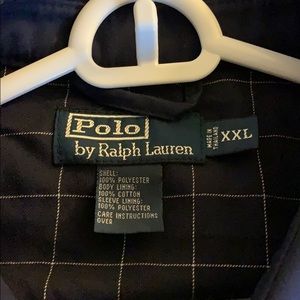 Polo
by Ralph Lauren
MADE IN
THAILAND
XXL
SHELL:
100% POLYESTER
BODY LINING:
100% COTTON
SLEEVE LINING:
100% POLYESTER
CARE INSTRUCTIONS
OVER